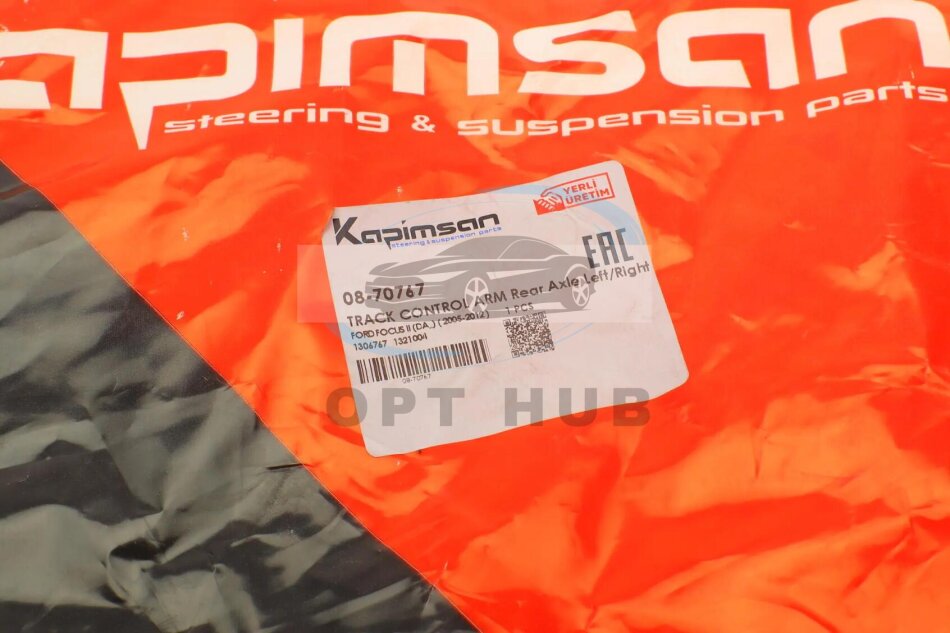 apimsan
steering & suspension parts
YERLİ
ÜRETİM
Kapimsan
steering & suspension parts
EAC
08-70767
TRACK CONTROL ARM Rear Axle Left/Right
FORD FOCUS II (DA_) (2005-2012) 1 PCS
1306767 1321004
08-70767
OPT HUB